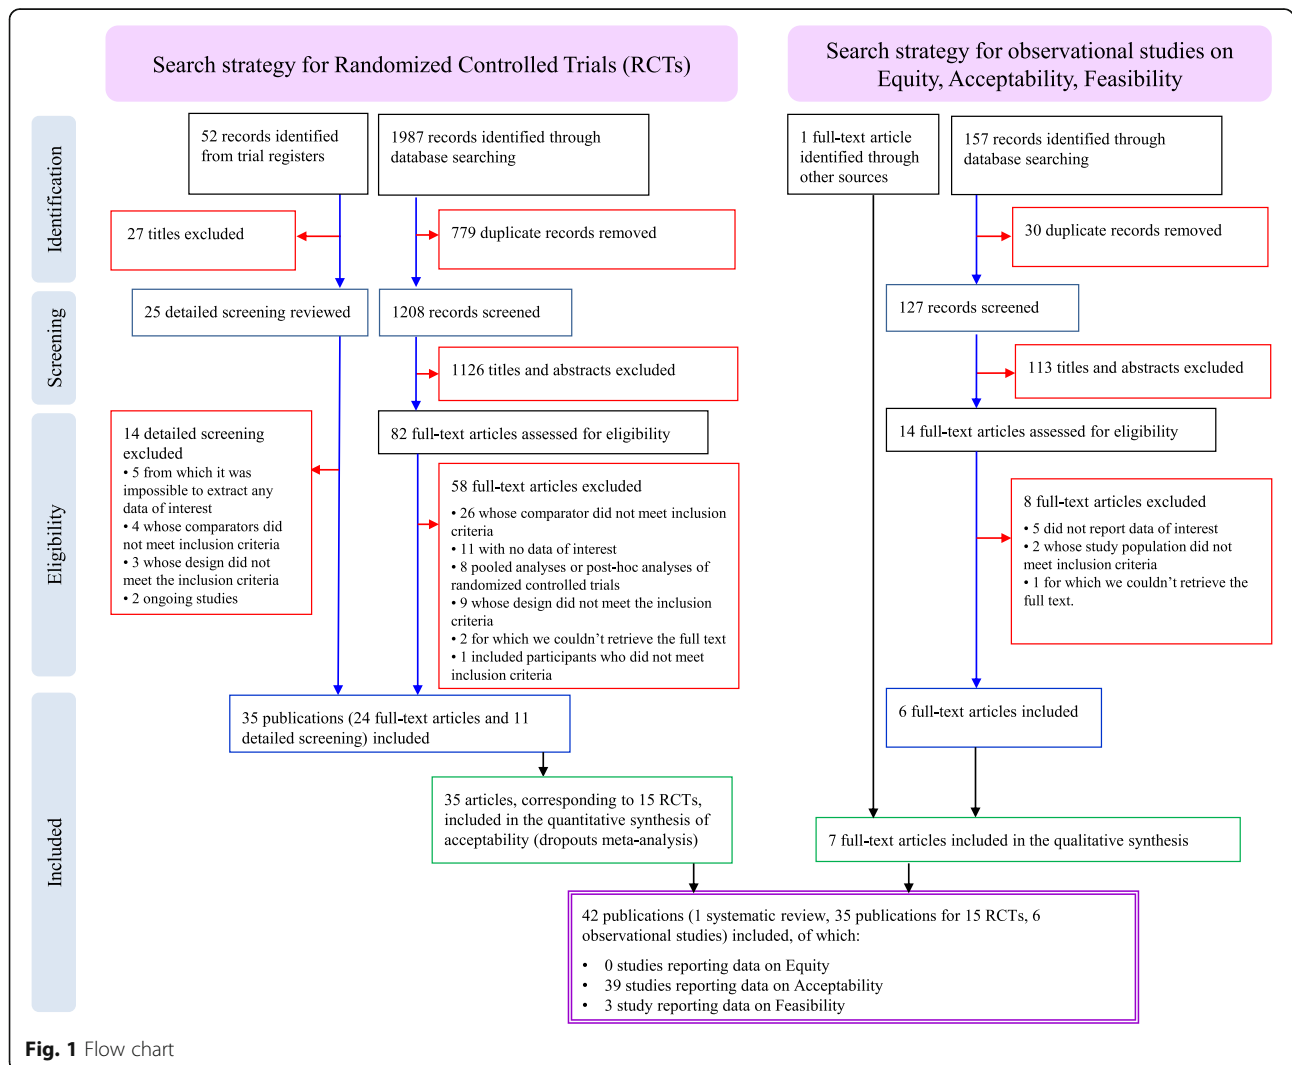 Search strategy for Randomized Controlled Trials (RCTs)
Search strategy for observational studies on
Equity, Acceptability, Feasibility
Identification
52 records identified
from trial registers
1987 records identified through
database searching
1 full-text article
identified through
other sources
157 records identified through
database searching
27 titles excluded
779 duplicate records removed
30 duplicate records removed
Screening
25 detailed screening reviewed
1208 records screened
127 records screened
1126 titles and abstracts excluded
113 titles and abstracts excluded
Eligibility
14 detailed screening
excluded
• 5 from which it was
impossible to extract any
data of interest
• 4 whose comparators did
not meet inclusion criteria
• 3 whose design did not
meet the inclusion criteria
• 2 ongoing studies
82 full-text articles assessed for eligibility
14 full-text articles assessed for eligibility
58 full-text articles excluded
• 26 whose comparator did not meet inclusion
criteria
• 11 with no data of interest
• 8 pooled analyses or post-hoc analyses of
randomized controlled trials
• 9 whose design did not meet the inclusion
criteria
• 2 for which we couldn't retrieve the full text
• 1 included participants who did not meet
inclusion criteria
8 full-text articles excluded
• 5 did not report data of interest
• 2 whose study population did not
meet inclusion criteria
• 1 for which we couldn't retrieve the
full text.
Included
35 publications (24 full-text articles and 11
detailed screening) included
6 full-text articles included
35 articles, corresponding to 15 RCTs,
included in the quantitative synthesis of
acceptability (dropouts meta-analysis)
7 full-text articles included in the qualitative synthesis
42 publications (1 systematic review, 35 publications for 15 RCTs, 6
observational studies) included, of which:
• 0 studies reporting data on Equity
• 39 studies reporting data on Acceptability
• 3 study reporting data on Feasibility
Fig. 1 Flow chart